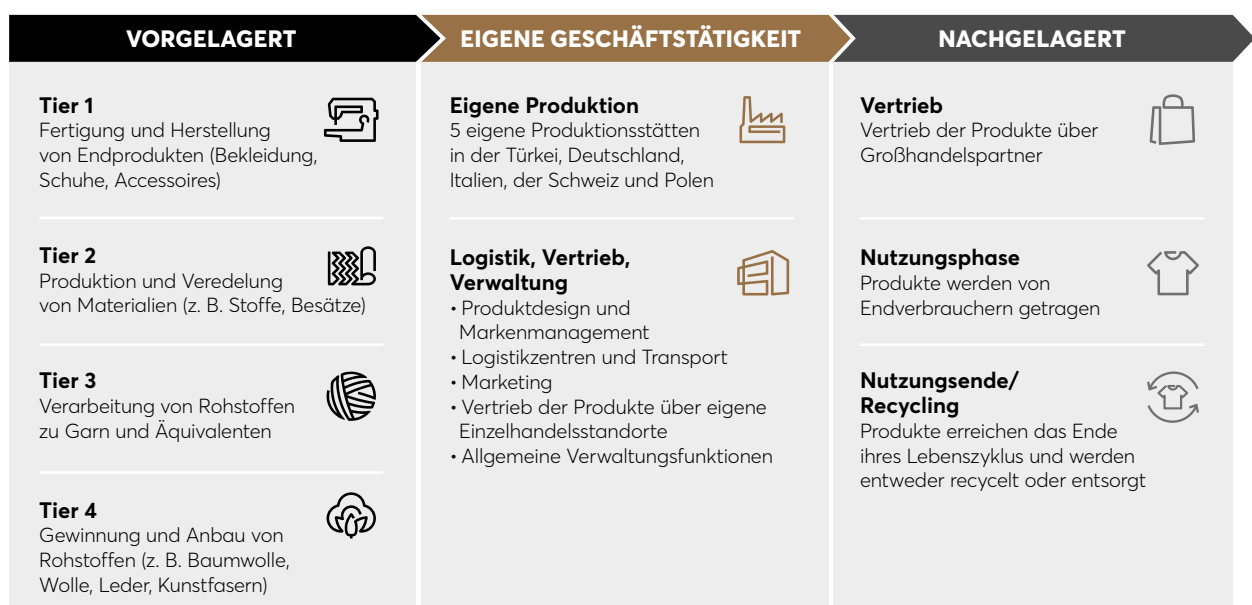 VORGELAGERT
Tier 1
Fertigung und Herstellung
von Endprodukten (Bekleidung,
Schuhe, Accessoires)
Tier 2
Produktion und Veredelung
von Materialien (z. B. Stoffe, Besätze)
Tier 3
Verarbeitung von Rohstoffen
zu Garn und Äquivalenten
Tier 4
Gewinnung und Anbau von
Rohstoffen (z. B. Baumwolle,
Wolle, Leder, Kunstfasern)
EIGENE GESCHÄFTSTÄTIGKEIT
Eigene Produktion
5 eigene Produktionsstätten
in der Türkei, Deutschland,
Italien, der Schweiz und Polen
Logistik, Vertrieb,
Verwaltung
• Produktdesign und
Markenmanagement
• Logistikzentren und Transport
• Marketing
• Vertrieb der Produkte über eigene
Einzelhandelsstandorte
• Allgemeine Verwaltungsfunktionen
NACHGELAGERT
Vertrieb
Vertrieb der Produkte über
Großhandelspartner
Nutzungsphase
Produkte werden von
Endverbrauchern getragen
Nutzungsende/
Recycling
Produkte erreichen das Ende
ihres Lebenszyklus und werden
entweder recycelt oder entsorgt